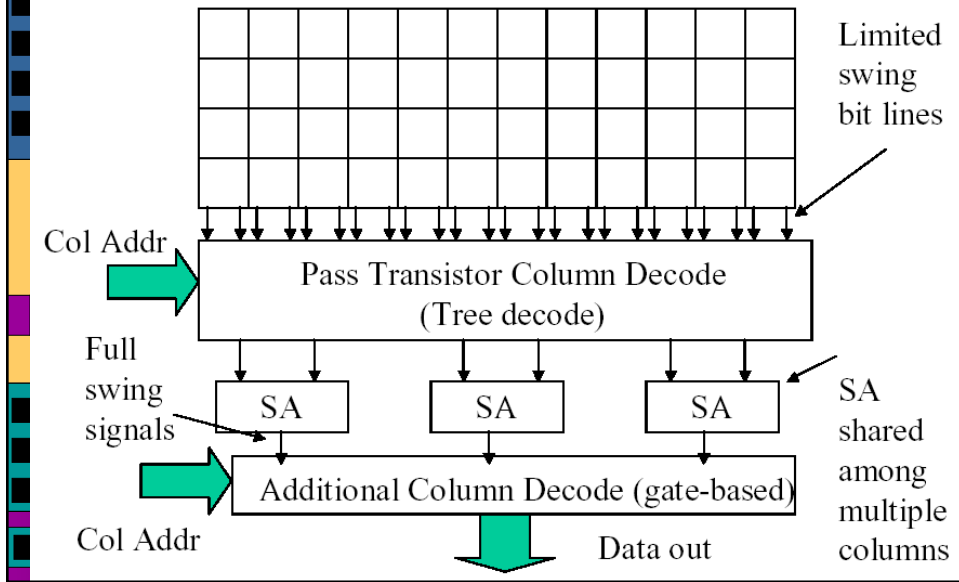 Limited
swing
bit lines
Col Addr
Pass Transistor Column Decode
(Tree decode)
Full
swing
signals
SA
SA
SA
SA
shared
among
multiple
columns
Additional Column Decode (gate-based)
Col Addr
Data out